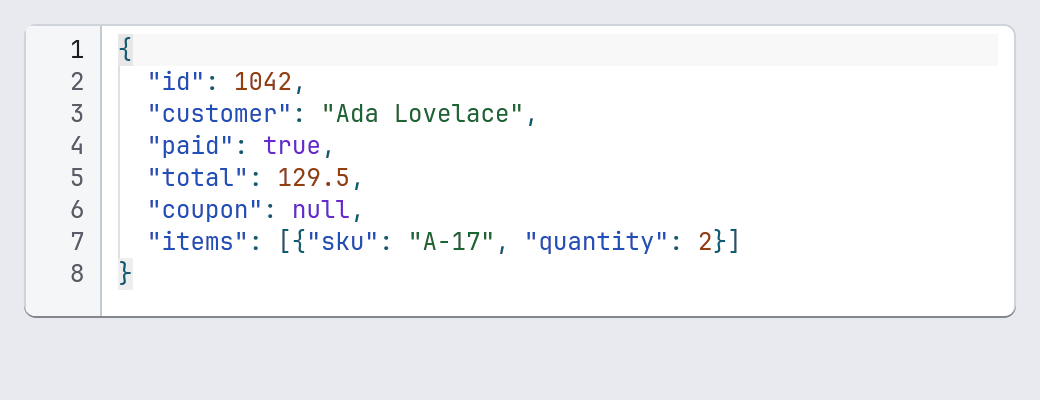 1 {
2   "id": 1042,
3   "customer": "Ada Lovelace",
4   "paid": true,
5   "total": 129.5,
6   "coupon": null,
7   "items": [{"sku": "A-17", "quantity": 2}]
8 }